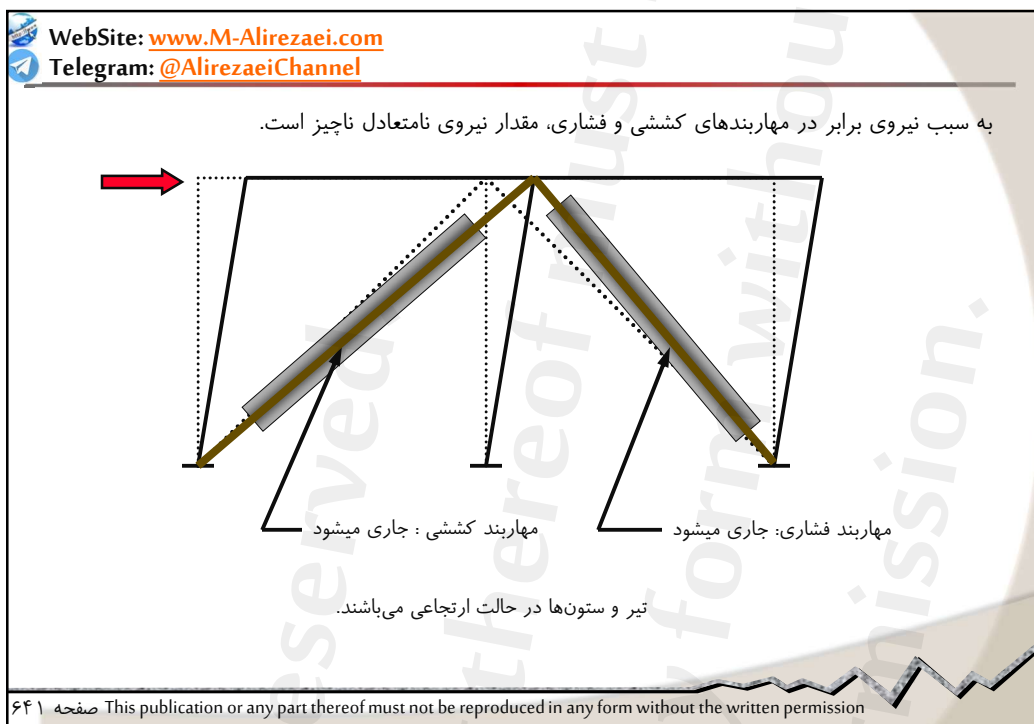 WebSite: www.M-Alirezaei.com
Telegram: @AlirezaeiChannel
به سبب نیروی برابر در مهاربندهای کششی و فشاری، مقدار نیروی نامتعادل ناچیز است.
مهاربند کششی : جاری میشود
مهاربند فشاری: جاری میشود
تیر و ستون‌ها در حالت ارتجاعی می‌باشند.
صفحه ۶۴۱ This publication or any part thereof must not be reproduced in any form without the written permission